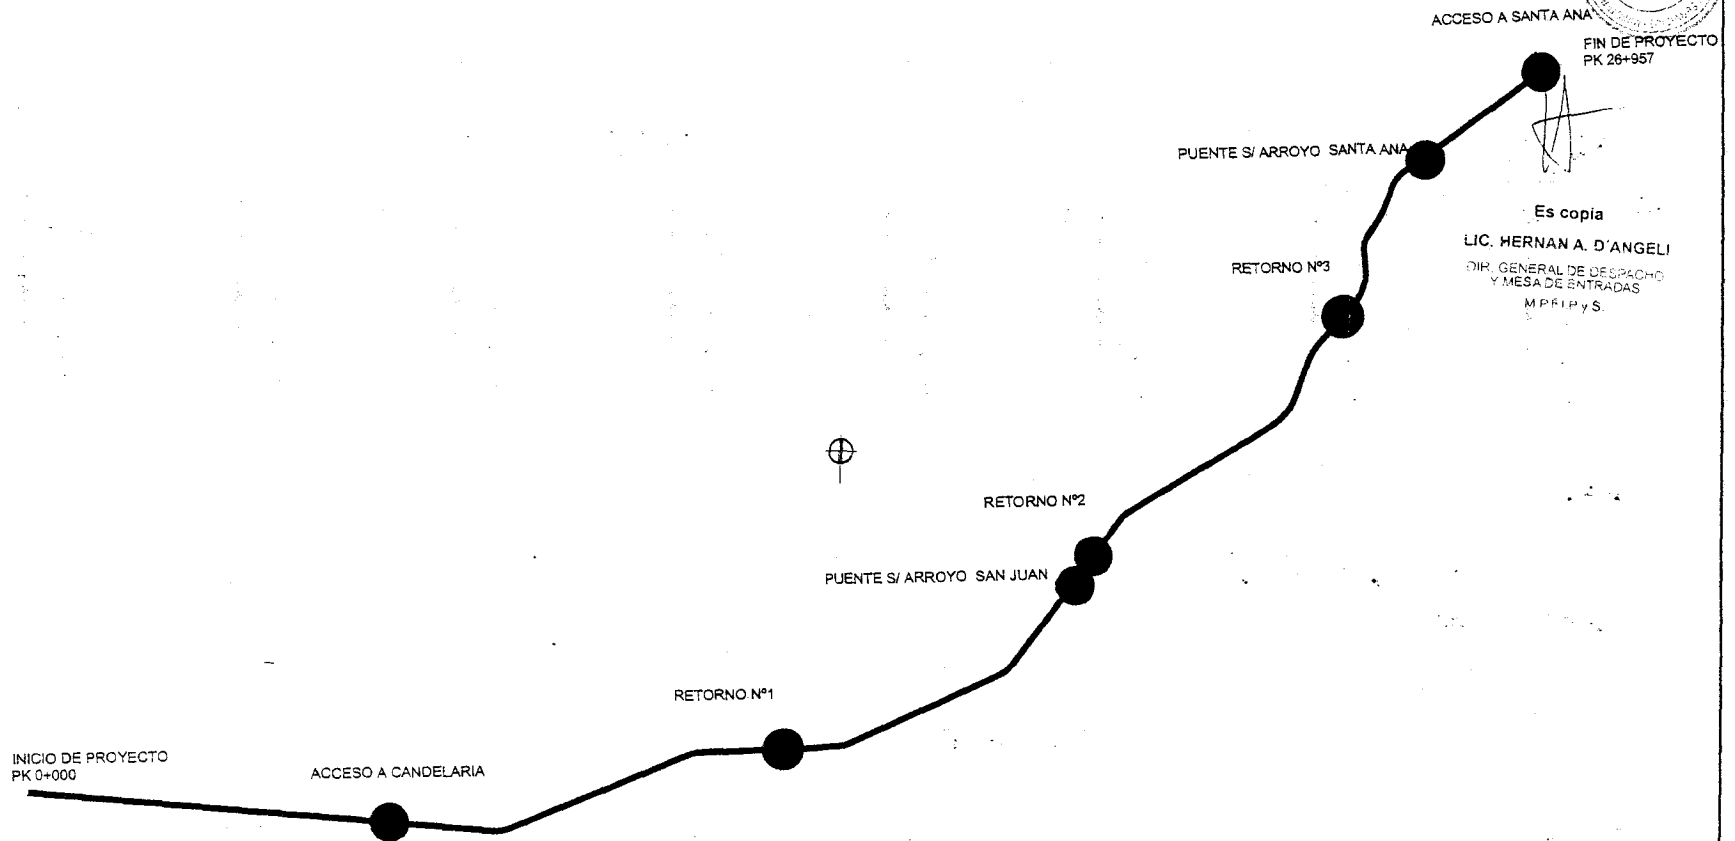 ACCESO A SANTA ANA
FIN DE PROYECTO
PK 26+957
PUENTE S/ ARROYO SANTA ANA
Es copia
LIC. HERNAN A. D'ANGELI
DIR. GENERAL DE DESPACHO
Y MESA DE ENTRADAS
RETORNO Nº3
RETORNO Nº2
PUENTE S/ ARROYO SAN JUAN
RETORNO Nº1
INICIO DE PROYECTO
PK 0+000
ACCESO A CANDELARIA